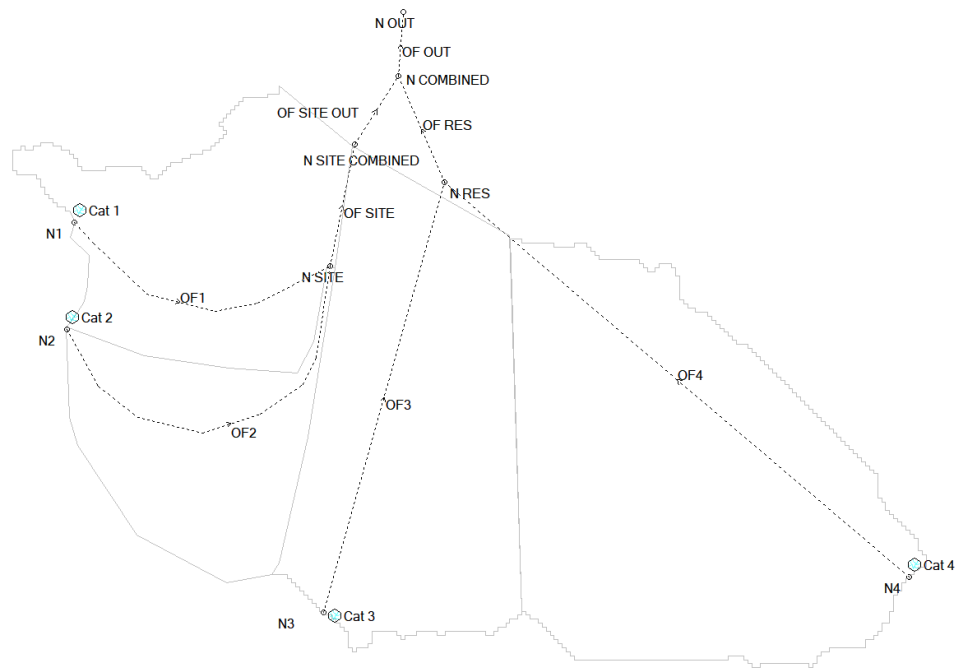 N OUT
OF OUT
N COMBINED
OF SITE OUT
OF RES
N SITE COMBINED
N RES
Cat 1
OF SITE
N1
N SITE
OF1
Cat 2
N2
OF4
OF3
OF2
Cat 4
N4
Cat 3
N3